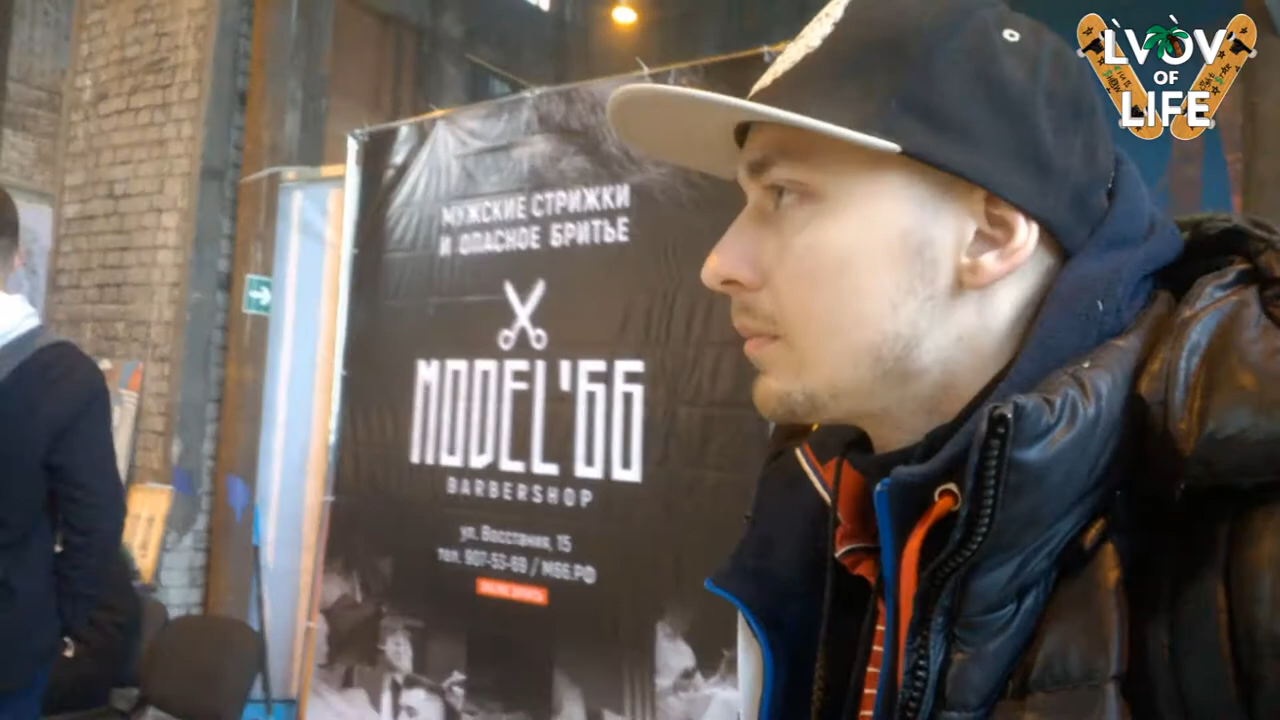 LVOV
OF
LIFE
МУЖСКИЕ СТРИЖКИ
И ОПАСНОЕ БРИТЬЕ
MODEL'66
BARBERSHOP
ул. Восстания, 15
тел. 907-53-69 / М66.РФ